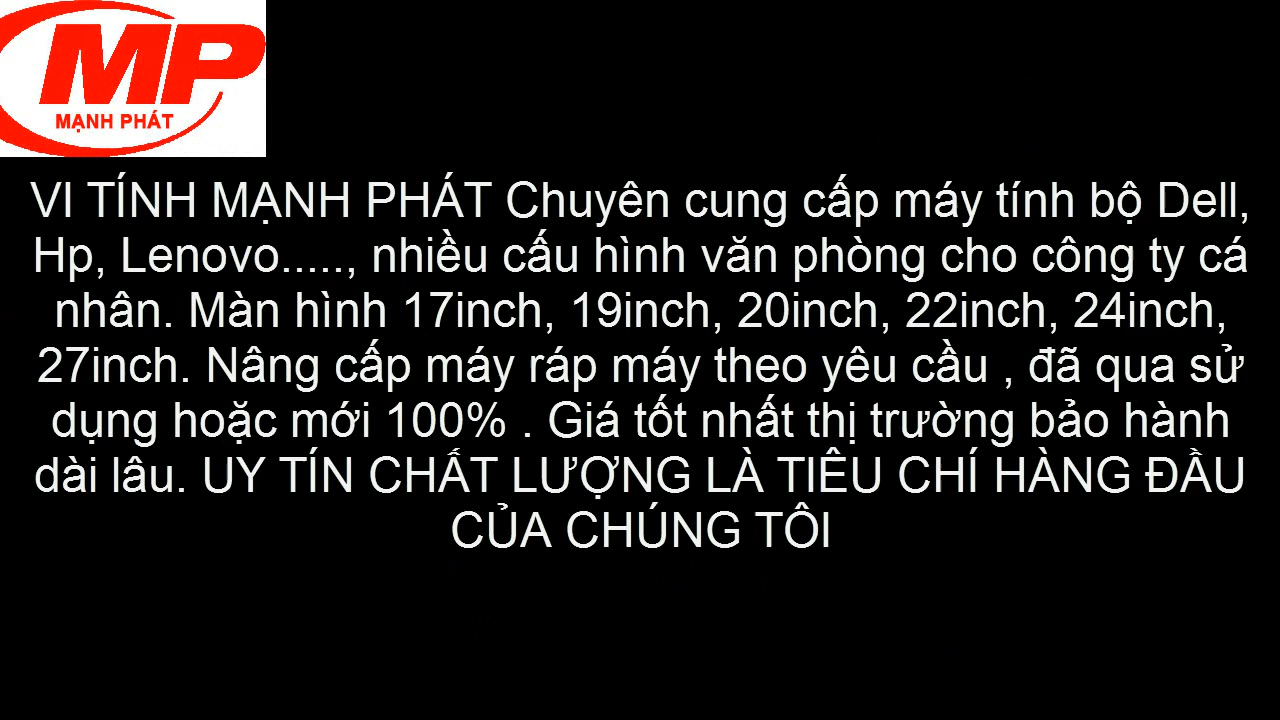 MP
MẠNH PHÁT
VI TÍNH MẠNH PHÁT Chuyên cung cấp máy tính bộ Dell,
Hp, Lenovo....., nhiều cấu hình văn phòng cho công ty cá
nhân. Màn hình 17inch, 19inch, 20inch, 22inch, 24inch,
27inch. Nâng cấp máy ráp máy theo yêu cầu , đã qua sử
dụng hoặc mới 100% . Giá tốt nhất thị trường bảo hành
dài lâu. UY TÍN CHẤT LƯỢNG LÀ TIÊU CHÍ HÀNG ĐẦU
CỦA CHÚNG TÔI